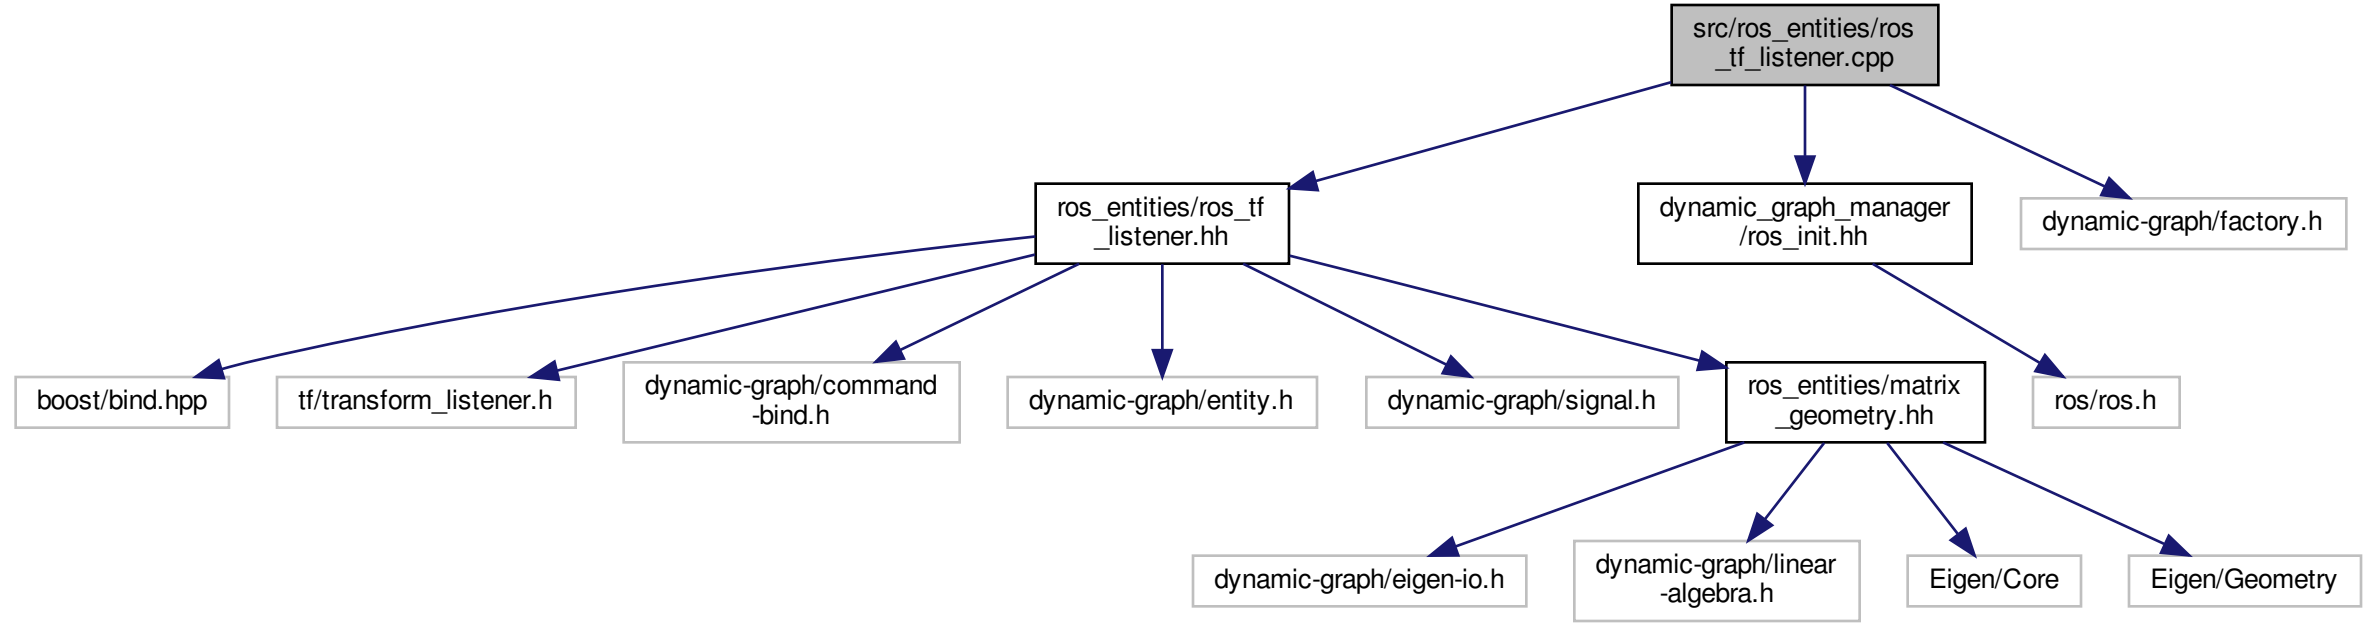 src/ros_entities/ros
_tf_listener.cpp
ros_entities/ros_tf
_listener.hh
dynamic_graph_manager
/ros_init.hh
dynamic-graph/factory.h
boost/bind.hpp
tf/transform_listener.h
dynamic-graph/command
-bind.h
dynamic-graph/entity.h
dynamic-graph/signal.h
ros_entities/matrix
_geometry.hh
ros/ros.h
dynamic-graph/eigen-io.h
dynamic-graph/linear
-algebra.h
Eigen/Core
Eigen/Geometry